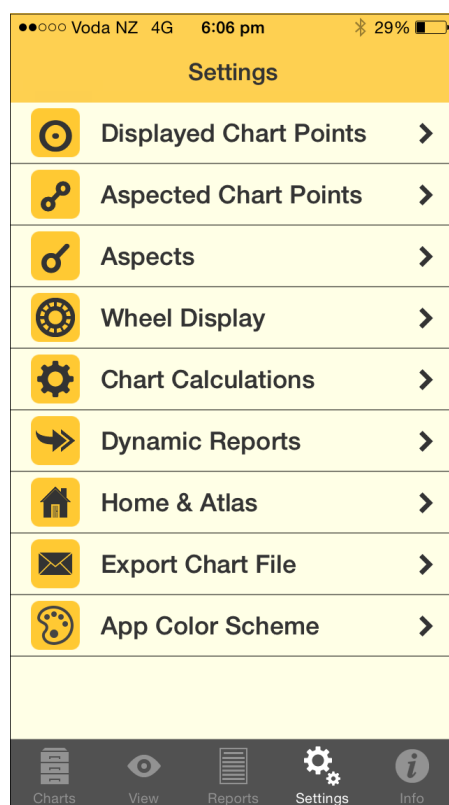 Voda NZ 4G 6:06 pm 29%
Settings
Displayed Chart Points
Aspected Chart Points
Aspects
Wheel Display
Chart Calculations
Dynamic Reports
Home & Atlas
Export Chart File
App Color Scheme
Charts View Reports Settings Info